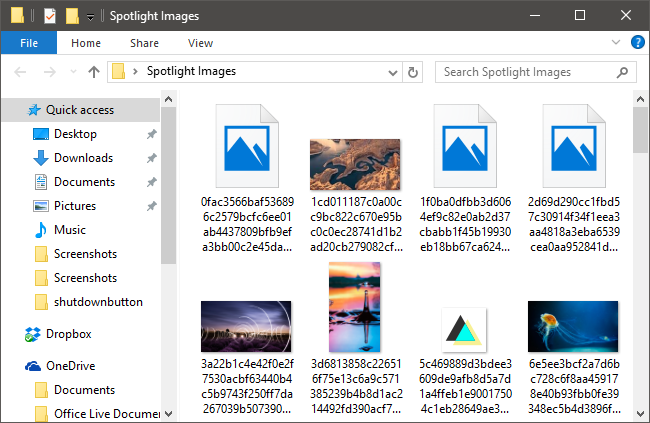 Spotlight Images
File Home Share View
Spotlight Images
Search Spotlight Images
Quick access
Desktop
Downloads
Documents
Pictures
Music
Screenshots
Screenshots
shutdownbutton
Dropbox
OneDrive
Documents
Office Live Docume
0fac3566baf53689
6c2579bcfc6ee01
ab4437809bfb9ef
a3bb00c2e45da...
1cd011187c0a00c
c9bc822c670e95b
c0c0ec28741d1b2
ad20cb279082cf...
1f0ba0dfbb3d606
4ef9c82e0ab2d37
cbabb1f45b19930
eb18bb67ca624...
2d69d290cc1fbd5
7c30914f34f1eea3
aa4818a3eba6539
cea0aa952841d...
3a22b1c4e42f0e2f
7530acbf63440b4
c5b9743f250ff7da
267039b507390...
3d6813858c22651
6f75e13c6a9c571
385239b4b8d1ac2
14492fd390acf7...
5c469889d3bdee3
609de9afb8d5a7d
1a4ffeb1e9001750
4c1eb28649ae3...
6e5ee3bcf2a7d6b
c728c6f8aa45917
8e40b93fbb0fe39
348ec5b4d3896f...